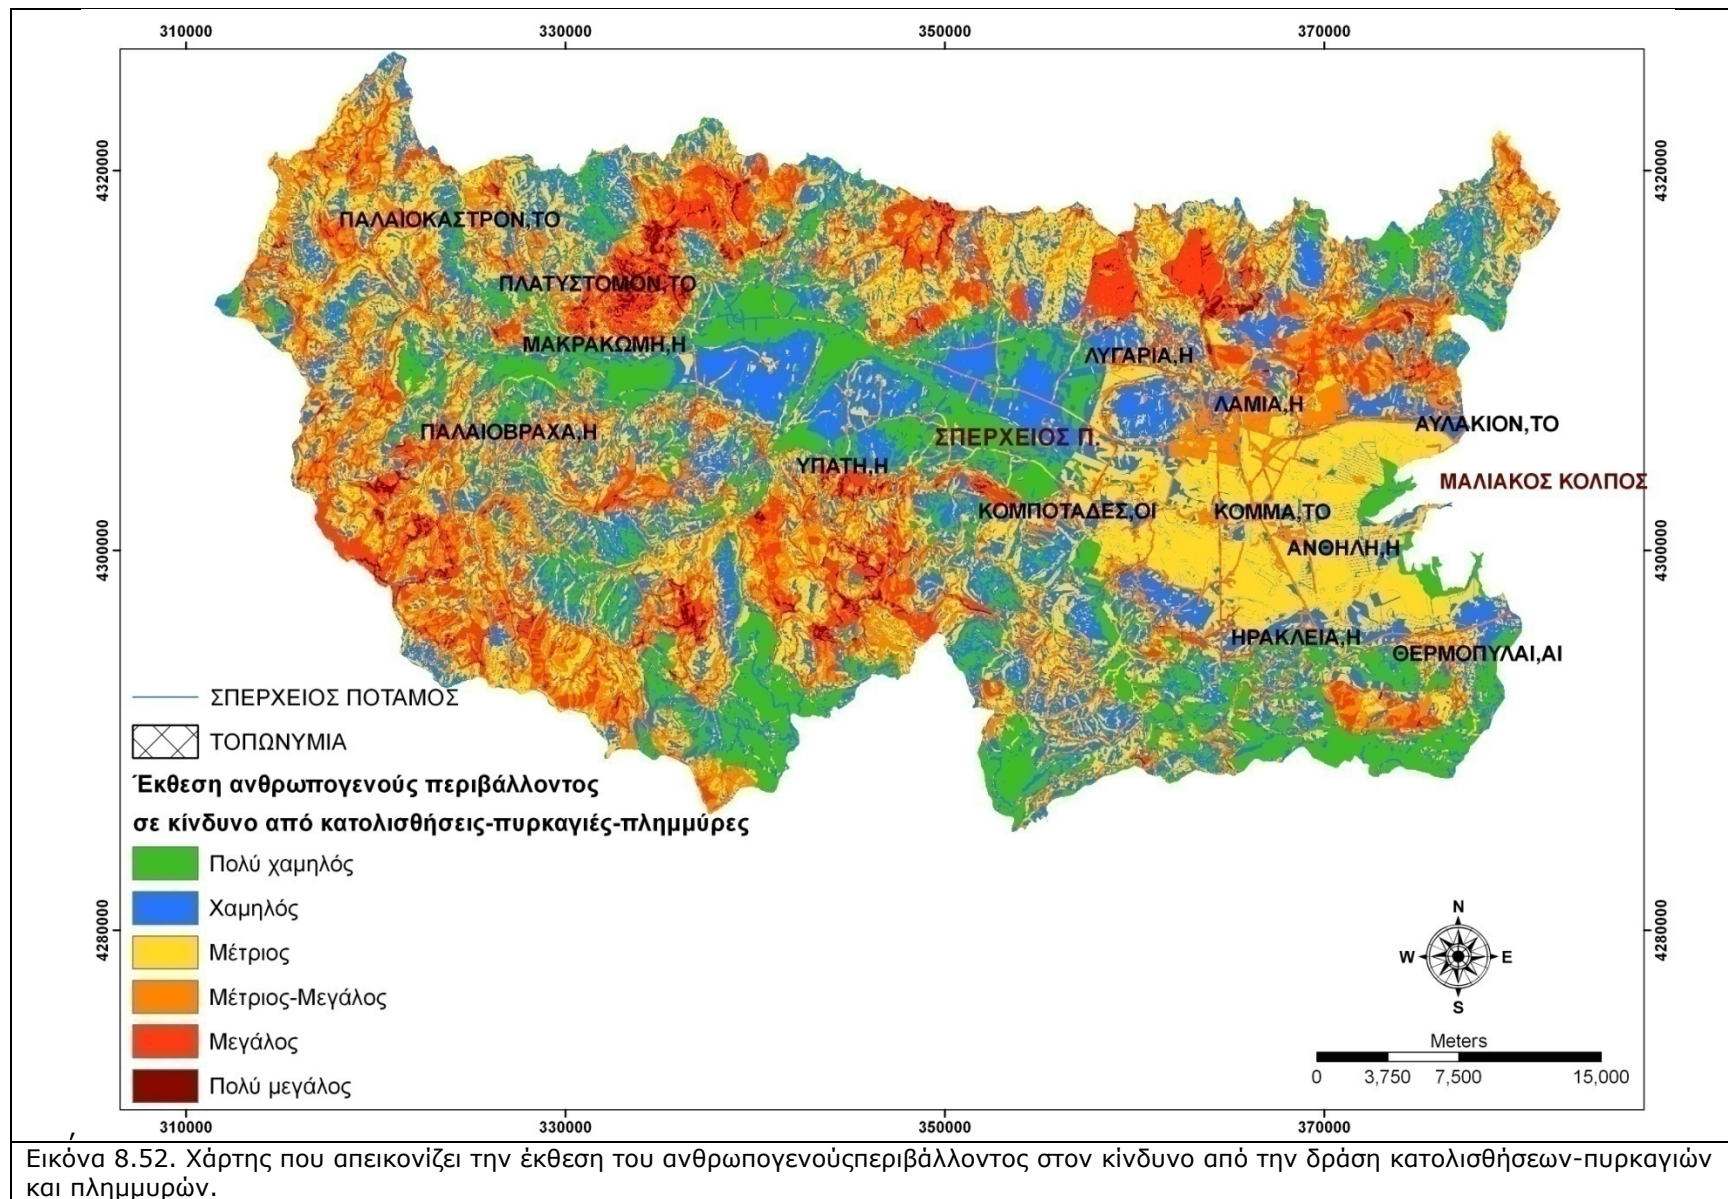 310000 330000 350000 370000
4320000 4320000
ΠΑΛΑΙΟΚΑΣΤΡΟΝ,ΤΟ
ΠΛΑΤΥΣΤΟΜΟΝ,ΤΟ
ΜΑΚΡΑΚΩΜΗ,Η
ΛΥΓΑΡΙΑ,Η
ΛΑΜΙΑ,Η
ΑΥΛΑΚΙΟΝ,ΤΟ
ΠΑΛΑΙΟΒΡΑΧΑ,Η
ΣΠΕΡΧΕΙΟΣ Π.
ΥΠΑΤΗ,Η
ΜΑΛΙΑΚΟΣ ΚΟΛΠΟΣ
ΚΟΜΠΟΤΑΔΕΣ,ΟΙ
ΚΟΜΜΑ,ΤΟ
ΑΝΘΗΛΗ,Η
4300000 4300000
ΗΡΑΚΛΕΙΑ,Η
ΘΕΡΜΟΠΥΛΑΙ,ΑΙ
ΣΠΕΡΧΕΙΟΣ ΠΟΤΑΜΟΣ
ΤΟΠΩΝΥΜΙΑ
Έκθεση ανθρωπογενούς περιβάλλοντος
σε κίνδυνο από κατολισθήσεις-πυρκαγιές-πλημμύρες
Πολύ χαμηλός
Χαμηλός
Μέτριος
Μέτριος-Μεγάλος
Μεγάλος
Πολύ μεγάλος
4280000 4280000
N
W E
S
Meters
0 3,750 7,500 15,000
310000 330000 350000 370000
,
Εικόνα 8.52. Χάρτης που απεικονίζει την έκθεση του ανθρωπογενούςπεριβάλλοντος στον κίνδυνο από την δράση κατολισθήσεων-πυρκαγιών
και πλημμυρών.